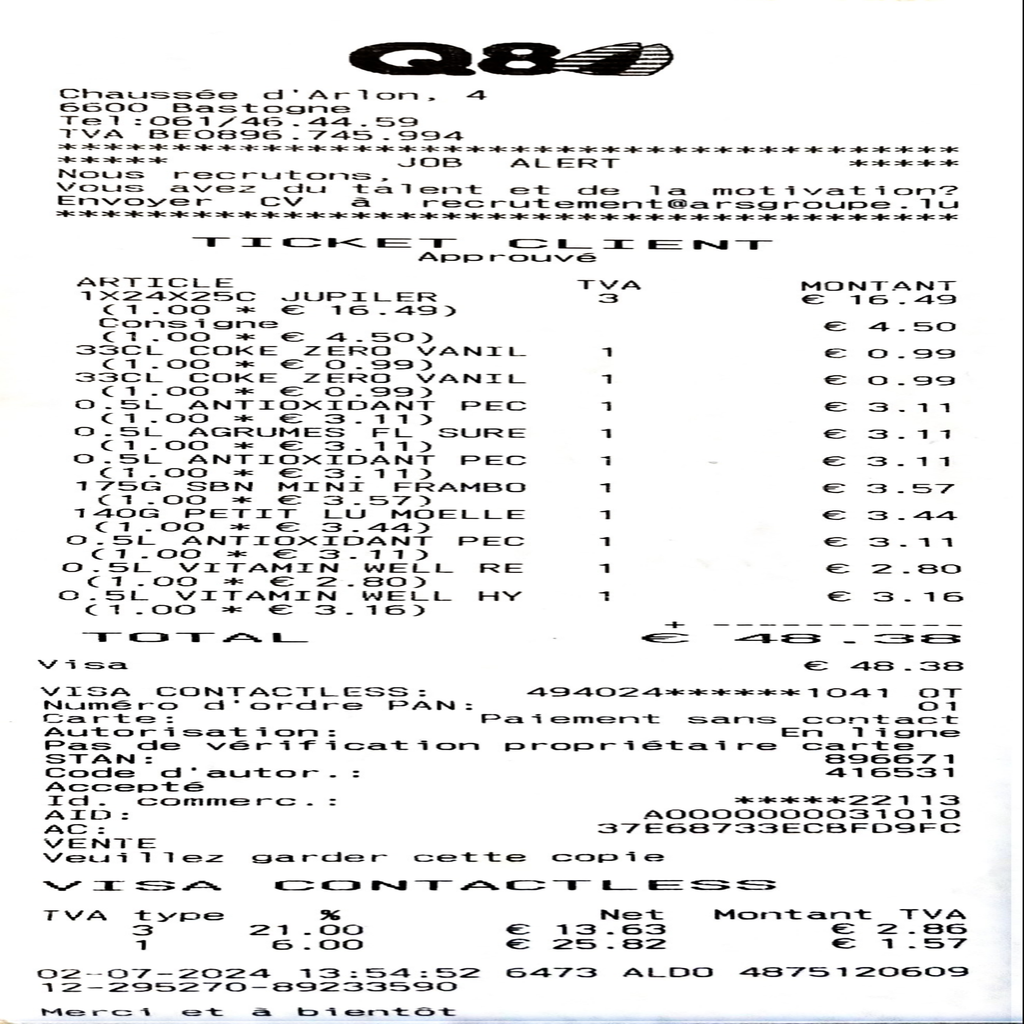 Q8
Chaussée d'Arlon, 4
6600 Bastogne
Tel:061/46.44.59
TVA BE0896.745.994
****************************************
***** JOB ALERT *****
Nous recrutons,
Vous avez du talent et de la motivation?
Envoyer CV à recrutement@arsgroupe.lu
****************************************
TICKET CLIENT
Approuvé
ARTICLE TVA MONTANT
1X24X25C JUPILER 3 € 16.49
(1.00 * € 16.49)
Consigne € 4.50
(1.00 * € 4.50)
33CL COKE ZERO VANIL 1 € 0.99
(1.00 * € 0.99)
33CL COKE ZERO VANIL 1 € 0.99
(1.00 * € 0.99)
0.5L ANTIOXIDANT PEC 1 € 3.11
(1.00 * € 3.11)
0.5L AGRUMES FL SURE 1 € 3.11
(1.00 * € 3.11)
0.5L ANTIOXIDANT PEC 1 € 3.11
(1.00 * € 3.11)
175G SBN MINI FRAMBO 1 € 3.57
(1.00 * € 3.57)
140G PETIT LU MOELLE 1 € 3.44
(1.00 * € 3.44)
0.5L ANTIOXIDANT PEC 1 € 3.11
(1.00 * € 3.11)
0.5L VITAMIN WELL RE 1 € 2.80
(1.00 * € 2.80)
0.5L VITAMIN WELL HY 1 € 3.16
(1.00 * € 3.16)
+ -----------
TOTAL € 48.38
Visa € 48.38
VISA CONTACTLESS: 494024******1041 0T
Numéro d'ordre PAN: 01
Carte: Paiement sans contact
Autorisation: En ligne
Pas de vérification propriétaire carte
STAN: 896671
Code d'autor.: 416531
Accepté
Id. commerc.: *****22113
AID: A0000000031010
AC: 37E68733ECBFD9FC
VENTE
Veuillez garder cette copie
VISA CONTACTLESS
TVA type % Net Montant TVA
3 21.00 € 13.63 € 2.86
1 6.00 € 25.82 € 1.57
02-07-2024 13:54:52 6473 ALDO 4875120609
12-295270-89233590
Merci et à bientôt